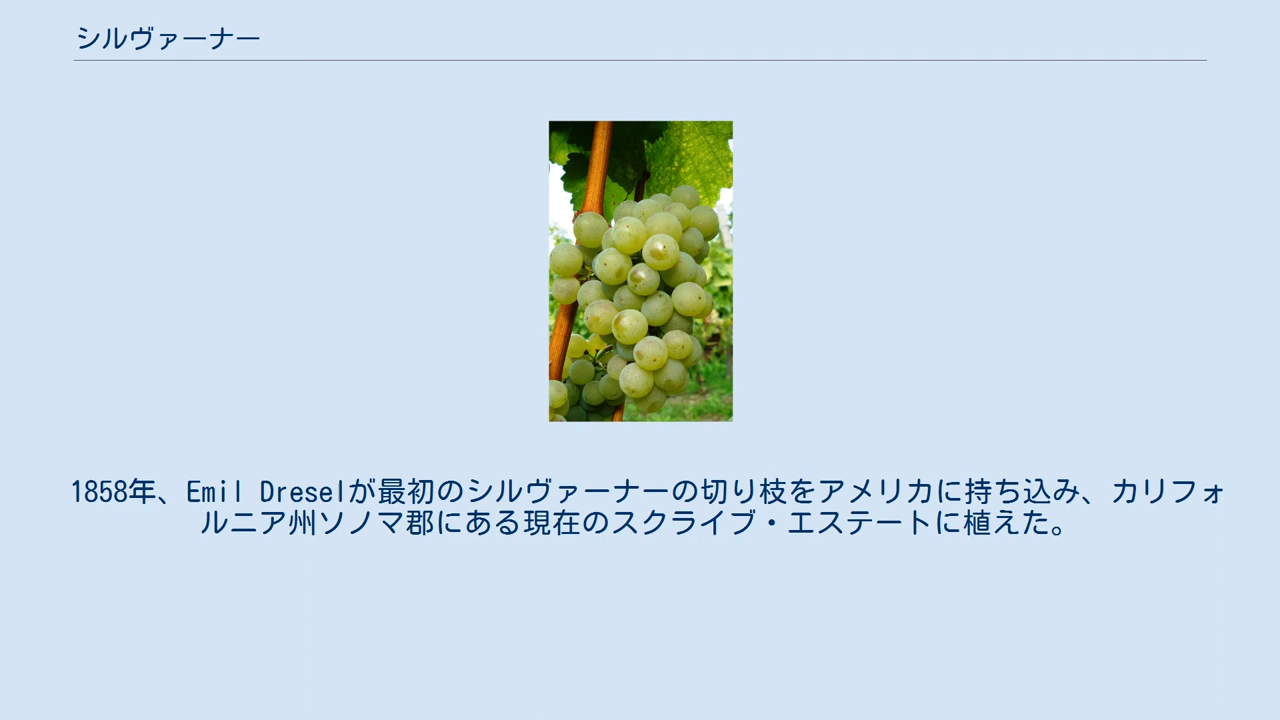 シルヴァーナー
1858年、Emil Dreselが最初のシルヴァーナーの切り枝をアメリカに持ち込み、カリフォ
ルニア州ソノマ郡にある現在のスクライブ・エステートに植えた。